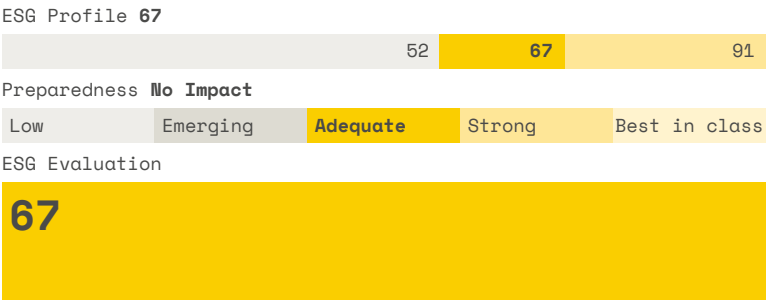 ESG Profile 67
52 67 91
Preparedness No Impact
Low Emerging Adequate Strong Best in class
ESG Evaluation
67